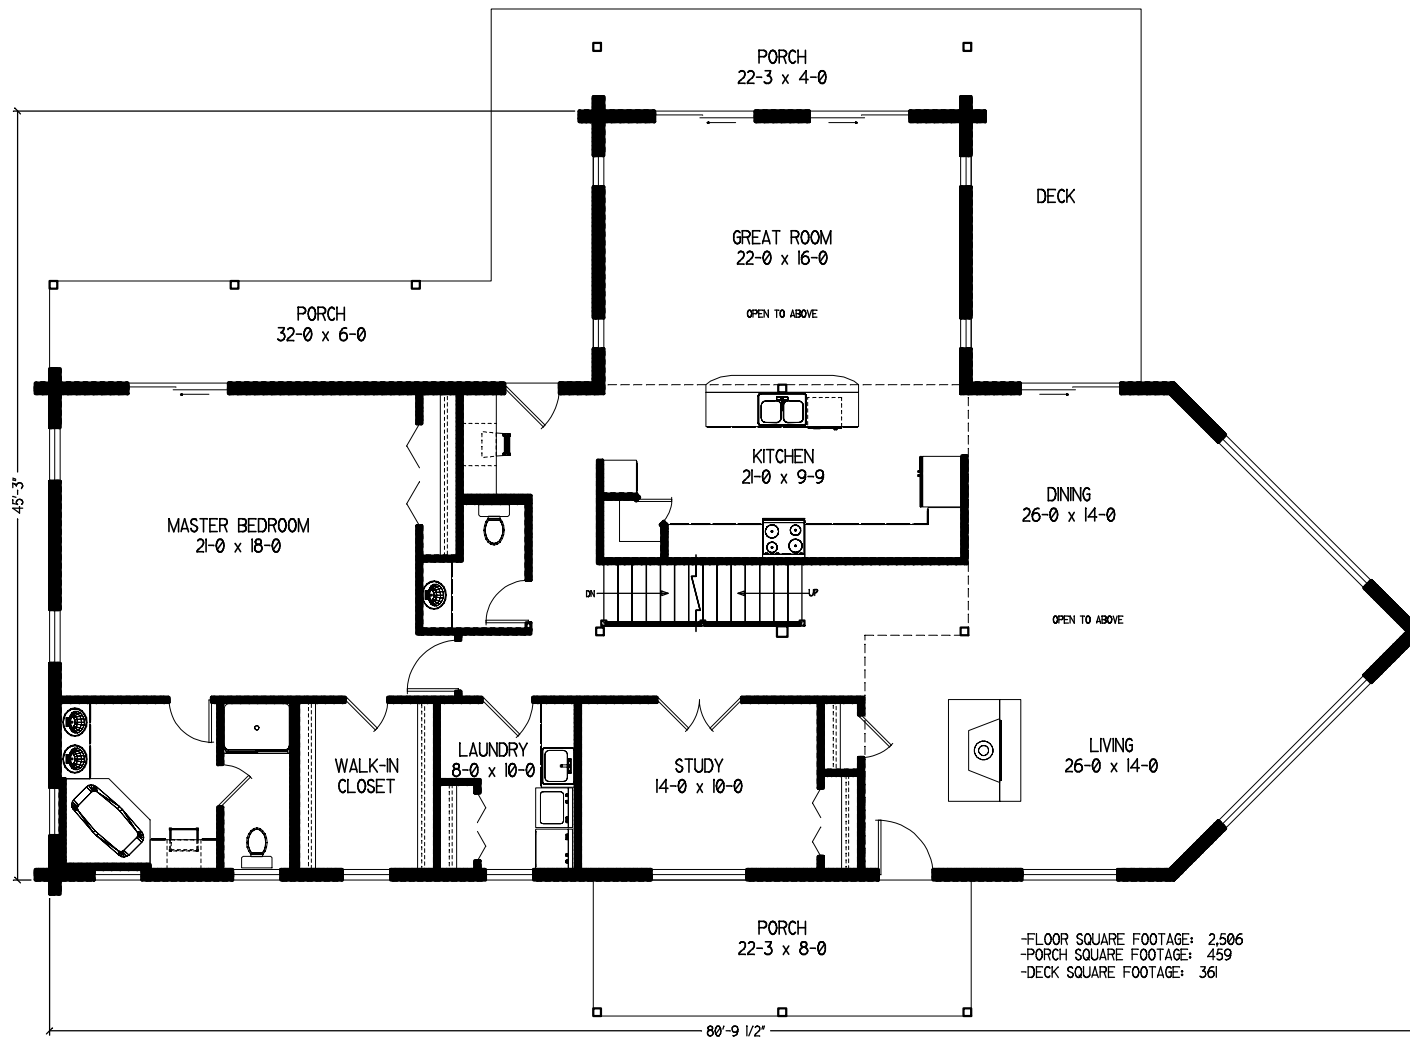 PORCH
22-3 x 4-0
DECK
GREAT ROOM
22-0 x 16-0
OPEN TO ABOVE
PORCH
32-0 x 6-0
KITCHEN
21-0 x 9-9
DINING
26-0 x 14-0
MASTER BEDROOM
21-0 x 18-0
45'-3"
DN
UP
OPEN TO ABOVE
LAUNDRY
8-0 x 10-0
WALK-IN
CLOSET
STUDY
14-0 x 10-0
LIVING
26-0 x 14-0
PORCH
22-3 x 8-0
-FLOOR SQUARE FOOTAGE: 2,506
-PORCH SQUARE FOOTAGE: 459
-DECK SQUARE FOOTAGE: 361
80'-9 1/2"